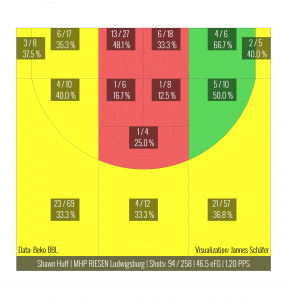 6 / 17
35.3%
13 / 27
48.1%
6 / 18
33.3%
4 / 6
66.7%
3 / 8
37.5%
2 / 5
40.0%
4 / 10
40.0%
1 / 6
16.7%
1 / 8
12.5%
5 / 10
50.0%
1 / 4
25.0%
23 / 69
33.3%
4 / 12
33.3%
21 / 57
36.8%
Data: Beko BBL
Visualization: Jannes Schäfer
Shawn Huff | MHP RIESEN Ludwigsburg | Shots: 94 / 258 | 46.5 eFG | 1.20 PPS